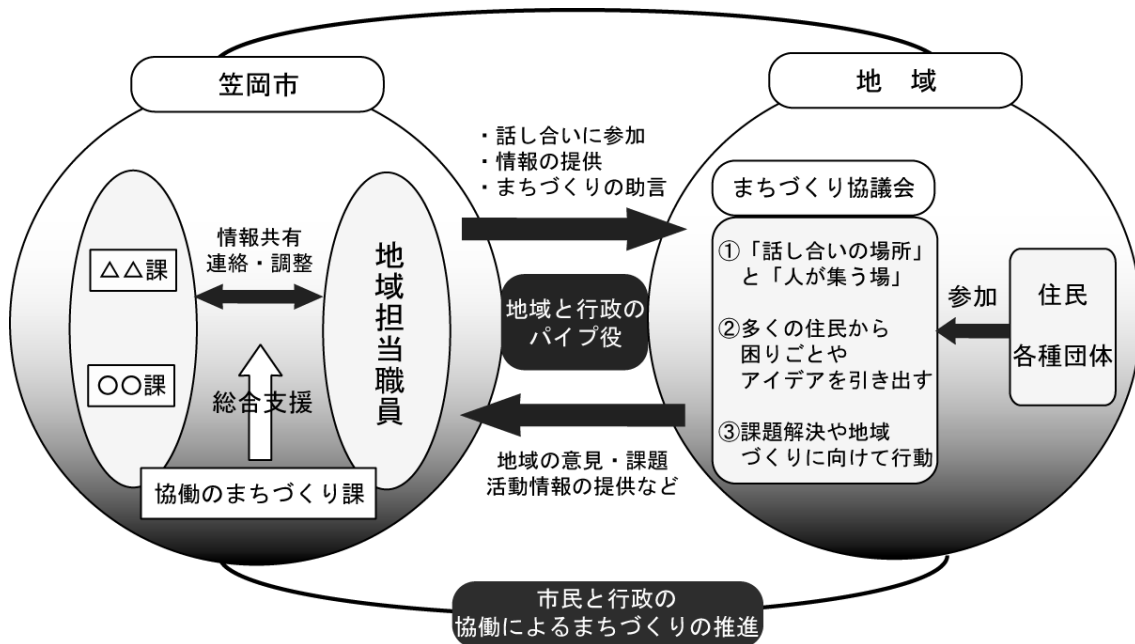 笠岡市
地　域
・話し合いに参加
・情報の提供
・まちづくりの助言
まちづくり協議会
情報共有
連絡・調整
△△課
○○課
総合支援
地域担当職員
協働のまちづくり課
地域と行政の
パイプ役
①「話し合いの場所」
と「人が集う場」
②多くの住民から
困りごとや
アイデアを引き出す
③課題解決や地域
づくりに向けて行動
参加
住民
各種団体
地域の意見・課題
活動情報の提供など
市民と行政の
協働によるまちづくりの推進